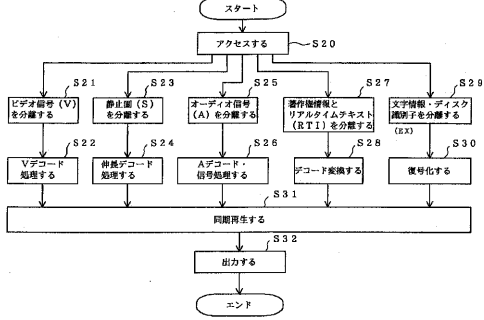 スタート
アクセスする
S20
S21
S23
S25
S27
S29
ビデオ信号(V)
を分離する
静止画(S)
を分離する
オーディオ信号
(A)を分離する
著作権情報と
リアルタイムテキスト
(RTI)を分離する
文字情報・ディスク
識別子を分離する
(EX)
S22
S24
S26
S28
S30
Vデコード
処理する
伸長デコード
処理する
Aデコード・
信号処理する
デコード変換する
復号化する
S31
同期再生する
S32
出力する
エンド